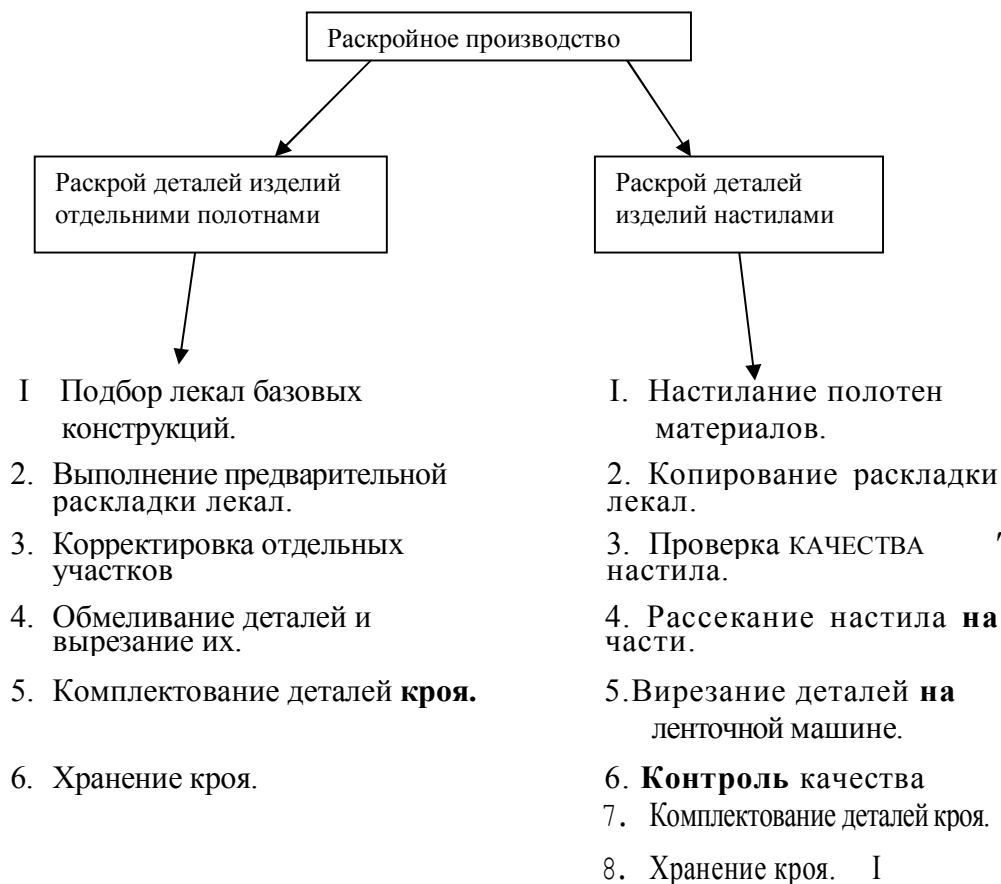 Раскройное производство
Раскрой деталей изделий
отдельними полотнами
Раскрой деталей
изделий настилами
I Подбор лекал базовых
конструкций.
2. Выполнение предварительной
раскладки лекал.
3. Корректировка отдельных
участков
4. Обмеливание деталей и
вырезание их.
5. Комплектование деталей кроя.
6. Хранение кроя.
I. Настилание полотен
материалов.
2. Копирование раскладки
лекал.
3. Проверка КАЧЕСТВА '
настила.
4. Рассекание настила на
части.
5.Вирезание деталей на
ленточной машине.
6. Контроль качества
7. Комплектование деталей кроя.
8. Хранение кроя. I